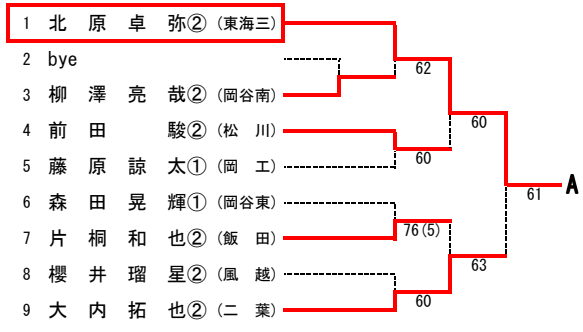 1 北原卓弥② (東海三)
2 bye
3 柳澤亮哉② (岡谷南)
4 前田 駿② (松川)
5 藤原諒太① (岡工)
6 森田晃輝① (岡谷東)
7 片桐和也② (飯田)
8 櫻井瑠星② (風越)
9 大内拓也② (二葉)
62
60
60
76(5)
60
63
61
A